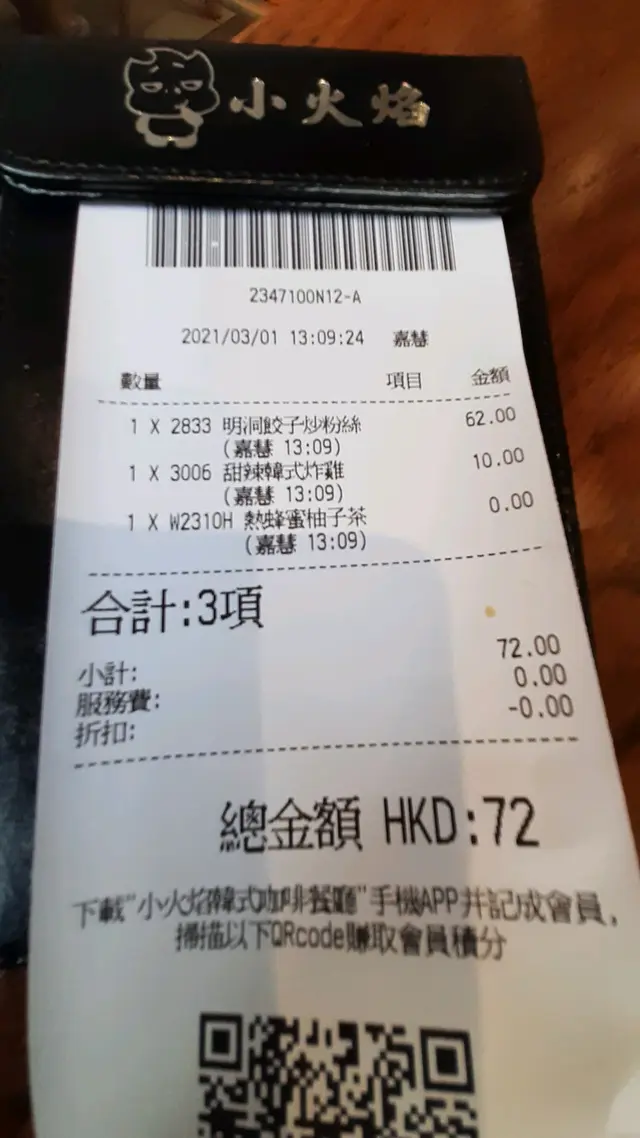 小火焰
2347100N12-A
2021/03/01 13:09:24 嘉慧
數量 項目 金額
1 X 2833 明洞餃子炒粉絲 62.00
(嘉慧 13:09)
1 X 3006 甜辣韓式炸雞 10.00
(嘉慧 13:09)
1 X W2310H 熱蜂蜜柚子茶 0.00
(嘉慧 13:09)
合計:3項
小計: 72.00
服務費: 0.00
折扣: -0.00
總金額 HKD:72
下載"小火焰韓式咖啡餐廳"手機APP并記成會員,
掃描以下QRcode賺取會員積分